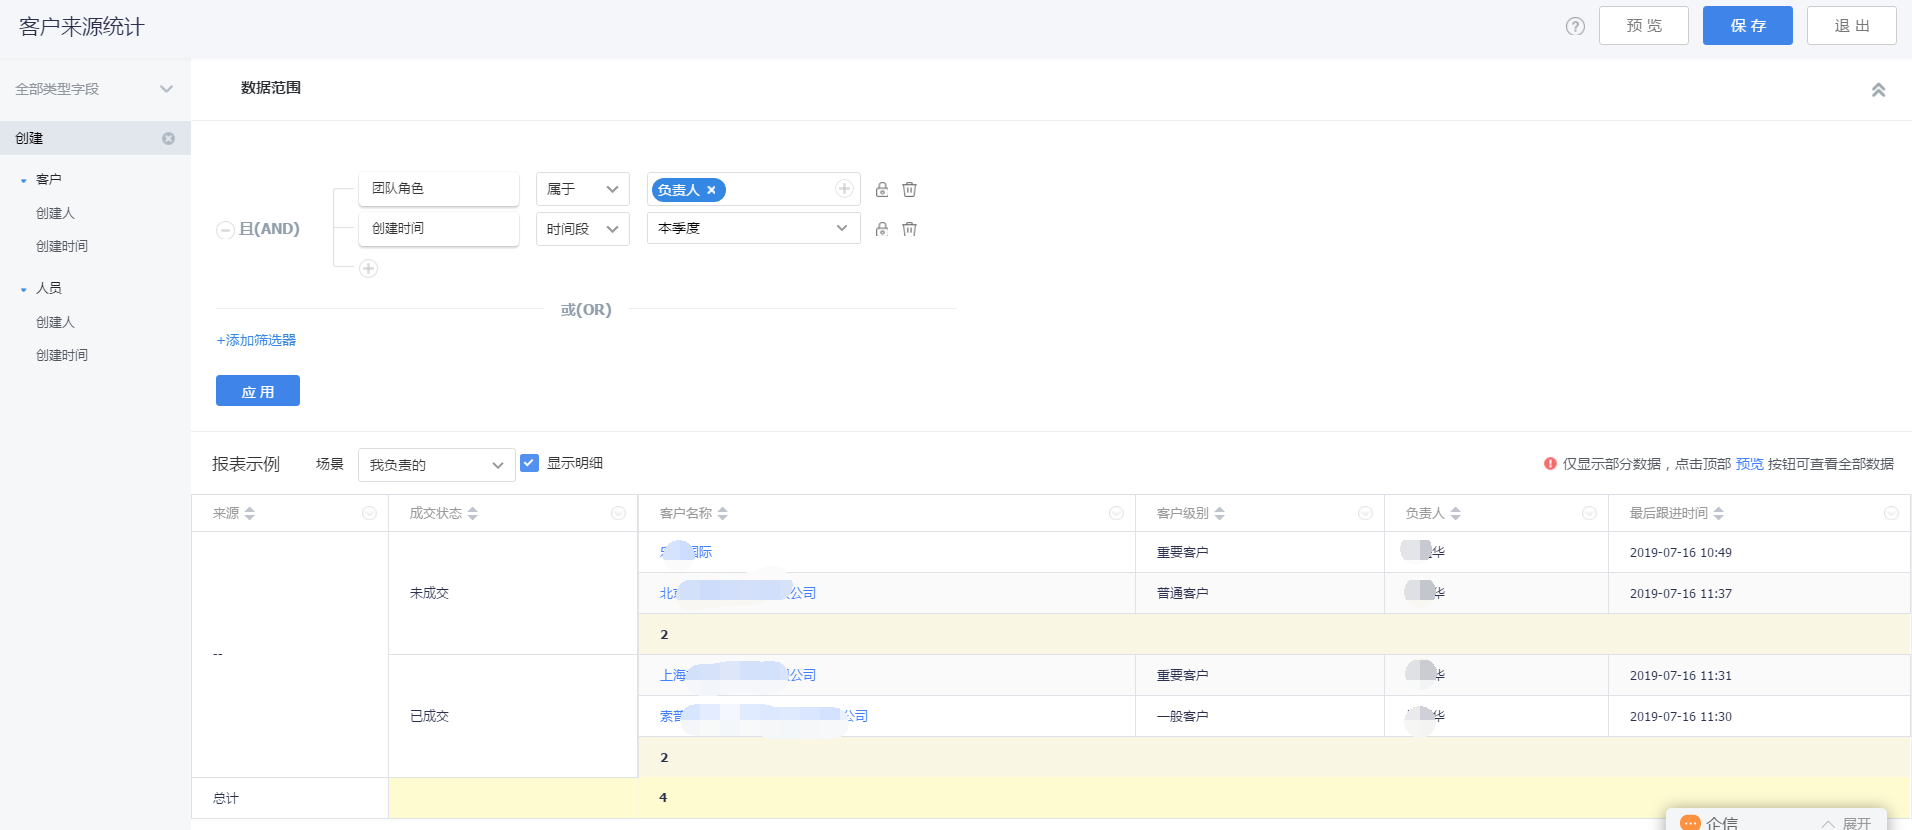 客户来源统计
预 览
保 存
退 出
全部类型字段
数据范围
创建
客户
创建人
创建时间
人员
创建人
创建时间
且(AND)
团队角色 属于 负责人
创建时间 时间段 本季度
或(OR)
+添加筛选器
应 用
报表示例 场景 我负责的 显示明细 仅显示部分数据，点击顶部 预览 按钮可查看全部数据
来源 成交状态 客户名称 客户级别 负责人 最后跟进时间
国际 重要客户 华 2019-07-16 10:49
未成交 北 公司 普通客户 华 2019-07-16 11:37
2
--
上海 公司 重要客户 华 2019-07-16 11:31
已成交 索普 公司 一般客户 华 2019-07-16 11:30
2
总计 4
企信 展开